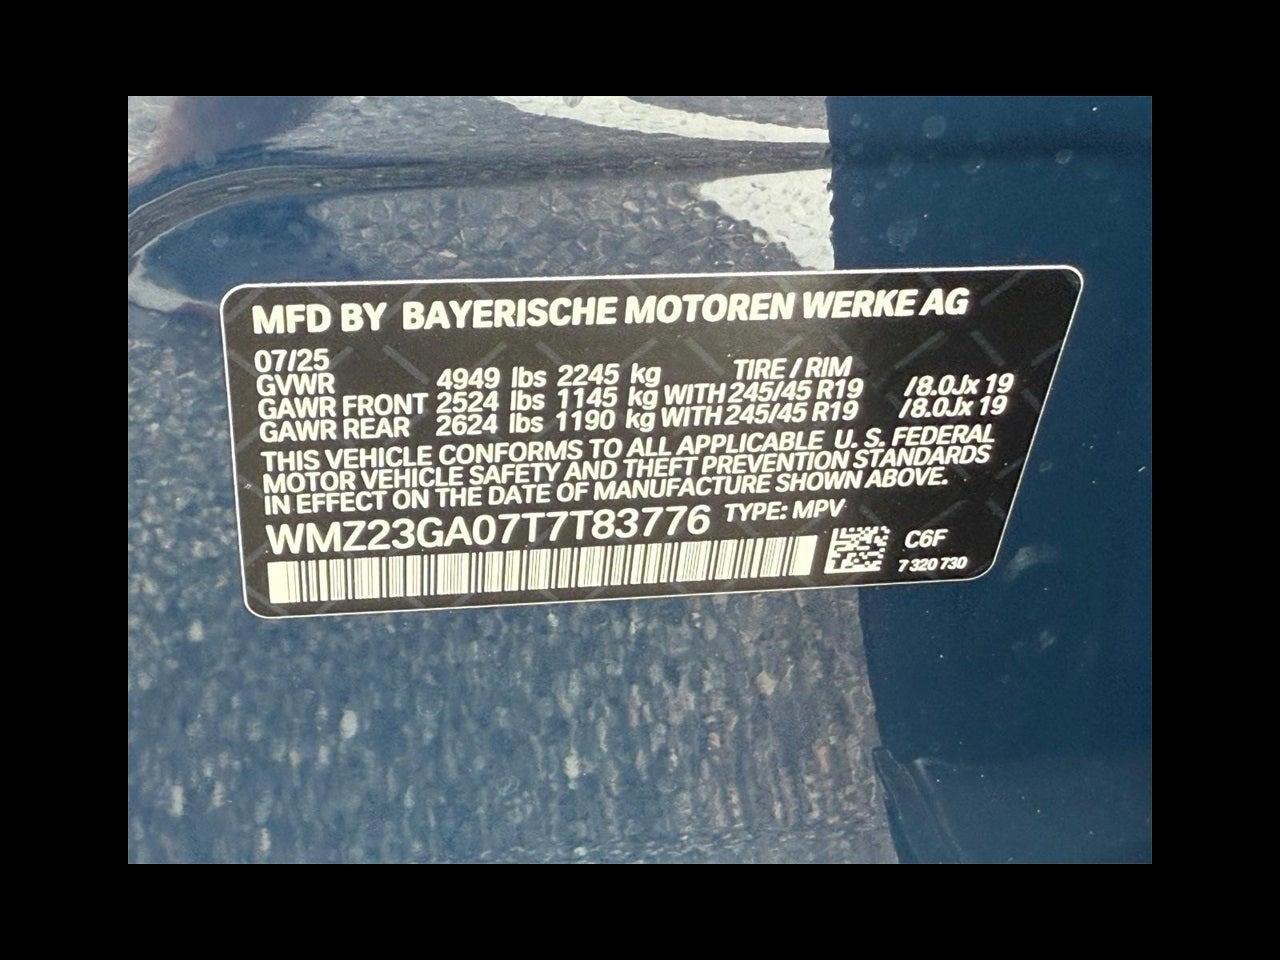 MFD BY BAYERISCHE MOTOREN WERKE AG
07/25 TIRE / RIM
GVWR 4949 lbs 2245 kg
GAWR FRONT 2524 lbs 1145 kg WITH 245/45 R19 /8.0Jx 19
GAWR REAR 2624 lbs 1190 kg WITH 245/45 R19 /8.0Jx 19
THIS VEHICLE CONFORMS TO ALL APPLICABLE U. S. FEDERAL
MOTOR VEHICLE SAFETY AND THEFT PREVENTION STANDARDS
IN EFFECT ON THE DATE OF MANUFACTURE SHOWN ABOVE.
WMZ23GA07T7T83776 TYPE: MPV
C6F
7 320 730